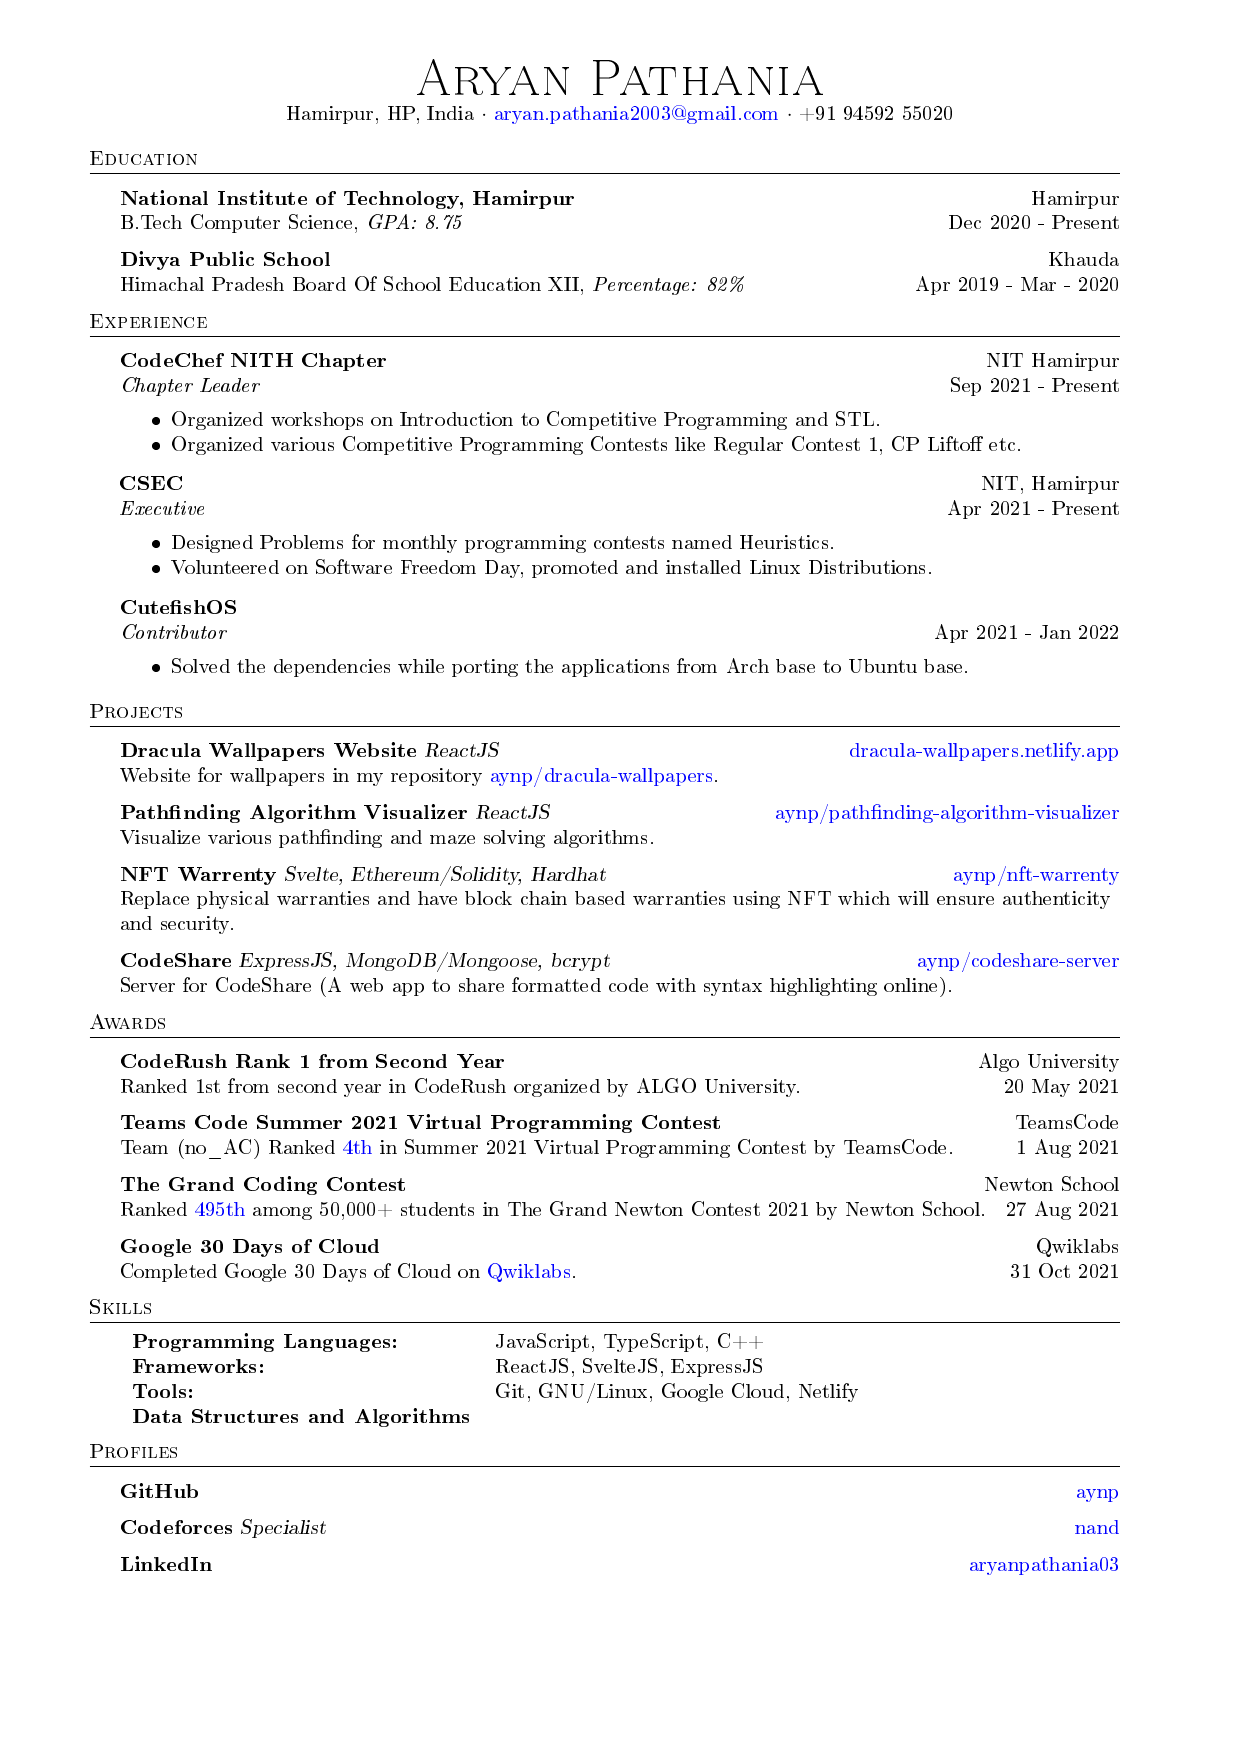 Aryan Pathania
Hamirpur, HP, India · aryan.pathania2003@gmail.com · +91 94592 55020
Education
National Institute of Technology, Hamirpur Hamirpur
B.Tech Computer Science, GPA: 8.75 Dec 2020 - Present
Divya Public School Khauda
Himachal Pradesh Board Of School Education XII, Percentage: 82% Apr 2019 - Mar - 2020
Experience
CodeChef NITH Chapter NIT Hamirpur
Chapter Leader Sep 2021 - Present
• Organized workshops on Introduction to Competitive Programming and STL.
• Organized various Competitive Programming Contests like Regular Contest 1, CP Liftoff etc.
CSEC NIT, Hamirpur
Executive Apr 2021 - Present
• Designed Problems for monthly programming contests named Heuristics.
• Volunteered on Software Freedom Day, promoted and installed Linux Distributions.
CutefishOS
Contributor Apr 2021 - Jan 2022
• Solved the dependencies while porting the applications from Arch base to Ubuntu base.
Projects
Dracula Wallpapers Website ReactJS dracula-wallpapers.netlify.app
Website for wallpapers in my repository aynp/dracula-wallpapers.
Pathfinding Algorithm Visualizer ReactJS aynp/pathfinding-algorithm-visualizer
Visualize various pathfinding and maze solving algorithms.
NFT Warrenty Svelte, Ethereum/Solidity, Hardhat aynp/nft-warrenty
Replace physical warranties and have block chain based warranties using NFT which will ensure authenticity
and security.
CodeShare ExpressJS, MongoDB/Mongoose, bcrypt aynp/codeshare-server
Server for CodeShare (A web app to share formatted code with syntax highlighting online).
Awards
CodeRush Rank 1 from Second Year Algo University
Ranked 1st from second year in CodeRush organized by ALGO University. 20 May 2021
Teams Code Summer 2021 Virtual Programming Contest TeamsCode
Team (no_AC) Ranked 4th in Summer 2021 Virtual Programming Contest by TeamsCode. 1 Aug 2021
The Grand Coding Contest Newton School
Ranked 495th among 50,000+ students in The Grand Newton Contest 2021 by Newton School. 27 Aug 2021
Google 30 Days of Cloud Qwiklabs
Completed Google 30 Days of Cloud on Qwiklabs. 31 Oct 2021
Skills
Programming Languages: JavaScript, TypeScript, C++
Frameworks: ReactJS, SvelteJS, ExpressJS
Tools: Git, GNU/Linux, Google Cloud, Netlify
Data Structures and Algorithms
Profiles
GitHub aynp
Codeforces Specialist nand
LinkedIn aryanpathania03